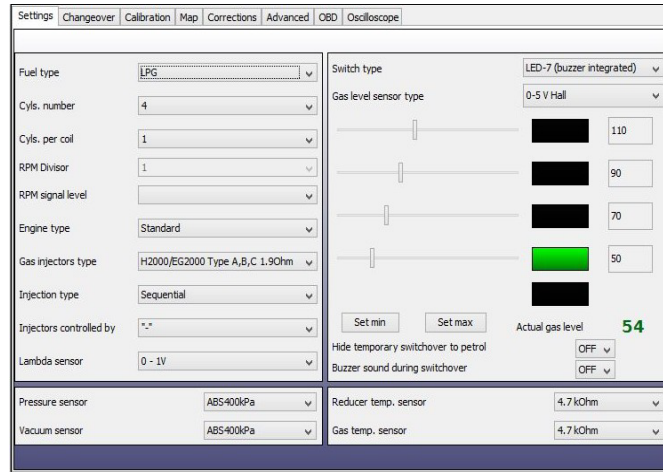 Settings Changeover Calibration Map Corrections Advanced OBD Oscilloscope
Fuel type LPG
Cyls. number 4
Cyls. per coil 1
RPM Divisor 1
RPM signal level
Engine type Standard
Gas injectors type H2000/EG2000 Type A,B,C 1.9Ohm
Injection type Sequential
Injectors controlled by "-"
Lambda sensor 0 - 1V
Switch type LED-7 (buzzer integrated)
Gas level sensor type 0-5 V Hall
110
90
70
50
Set min Set max Actual gas level 54
Hide temporary switchover to petrol OFF
Buzzer sound during switchover OFF
Pressure sensor ABS400kPa
Vacuum sensor ABS400kPa
Reducer temp. sensor 4.7 kOhm
Gas temp. sensor 4.7 kOhm